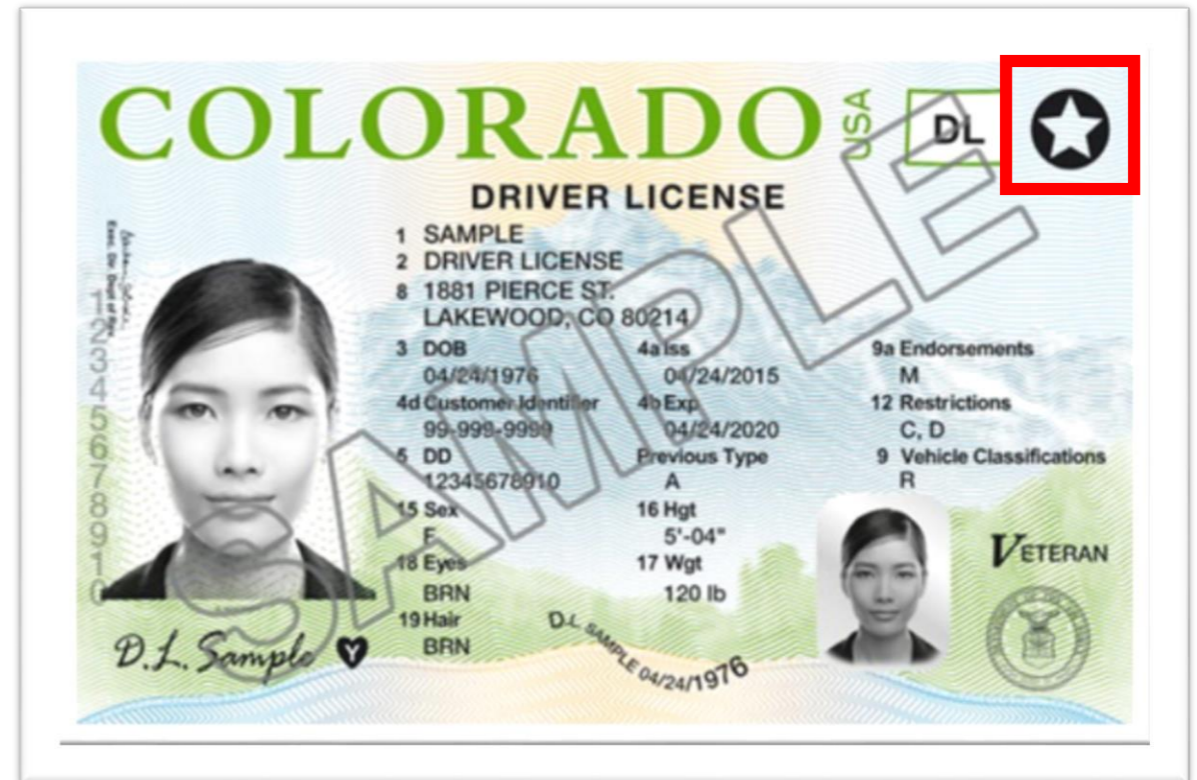 COLORADO USA DL
DRIVER LICENSE
1 SAMPLE
2 DRIVER LICENSE
8 1881 PIERCE ST.
LAKEWOOD, CO 80214
3 DOB 4a Iss 9a Endorsements
04/24/1976 04/24/2015 M
4d Customer Identifier 4b Exp 12 Restrictions
99-999-9999 04/24/2020 C, D
5 DD Previous Type 9 Vehicle Classifications
12345678910 A R
15 Sex 16 Hgt
F 5'-04"
18 Eyes 17 Wgt
BRN 120 lb
19 Hair
BRN
VETERAN
D.L. Sample Y
D.L. SAMPLE 04/24/1976
12345678910
SAMPLE